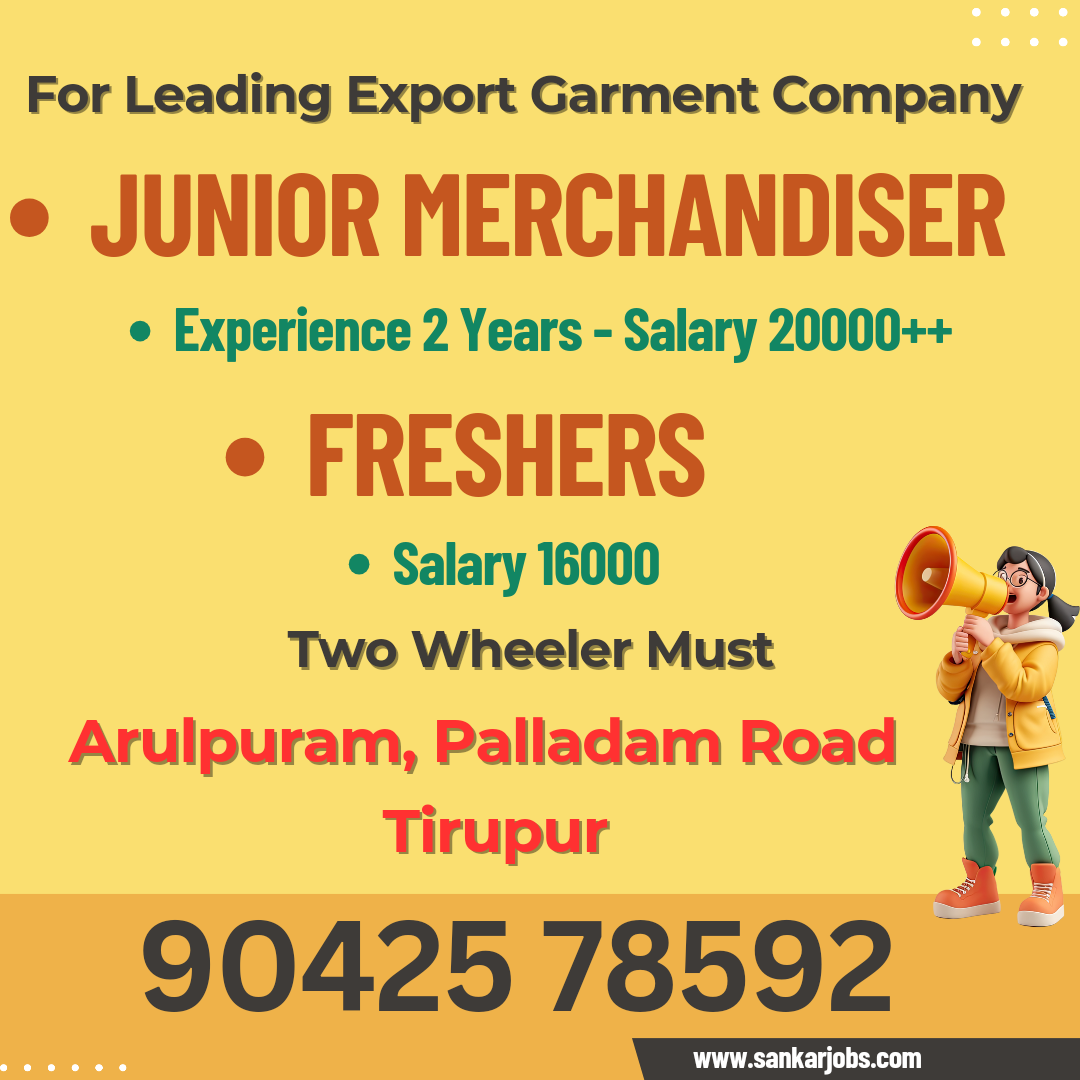 For Leading Export Garment Company
• JUNIOR MERCHANDISER
• Experience 2 Years - Salary 20000++
• FRESHERS
• Salary 16000
Two Wheeler Must
Arulpuram, Palladam Road
Tirupur
90425 78592
www.sankarjobs.com